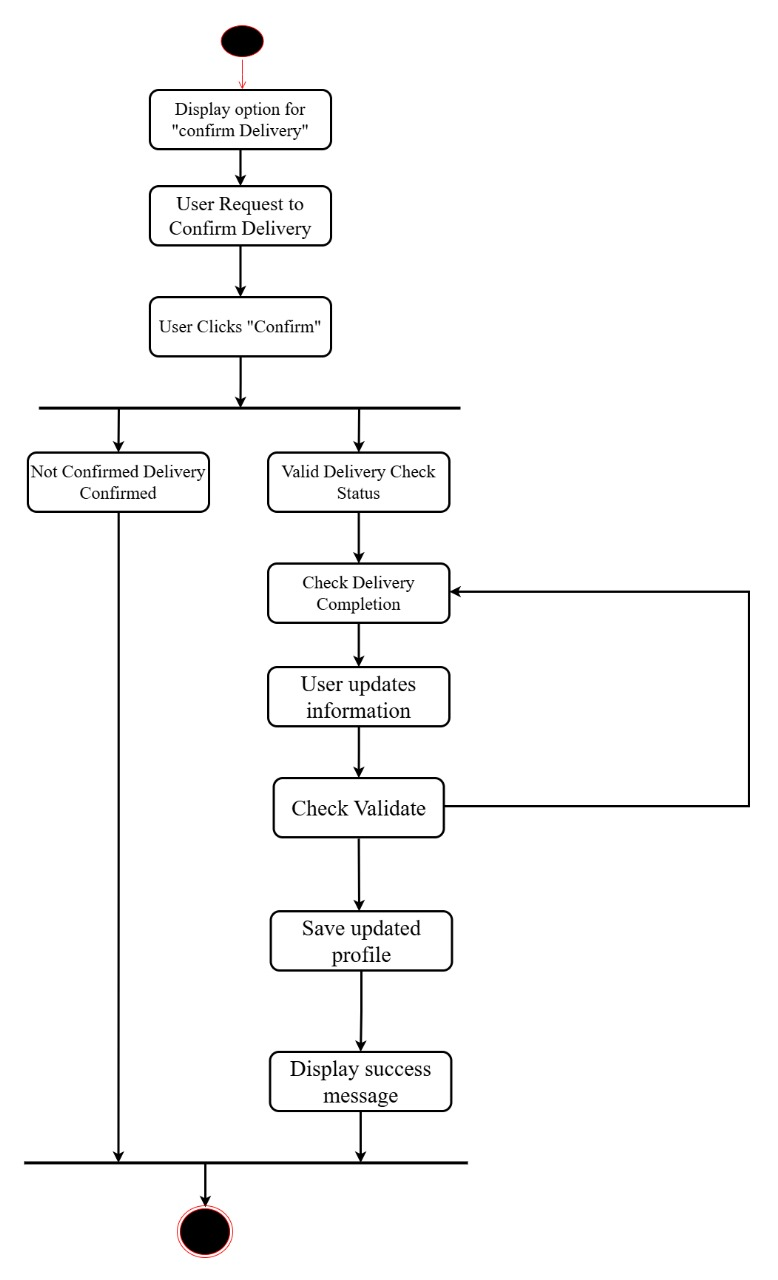 Display option for
"confirm Delivery"
User Request to
Confirm Delivery
User Clicks "Confirm"
Not Confirmed Delivery
Confirmed
Valid Delivery Check
Status
Check Delivery
Completion
User updates
information
Check Validate
Save updated
profile
Display success
message